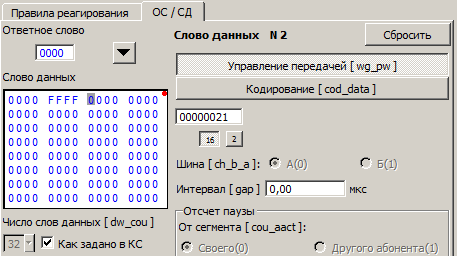 Правила реагирования ОС / СД
Ответное слово
0000
Слово данных N 2
Сбросить
Управление передачей [ wg_pw ]
Кодирование [ cod_data ]
Слово данных
0000 FFFF 0000 0000
0000 0000 0000 0000
0000 0000 0000 0000
0000 0000 0000 0000
0000 0000 0000 0000
0000 0000 0000 0000
0000 0000 0000 0000
0000 0000 0000 0000
00000021
16 2
Шина [ ch_b_a ]: А(0) Б(1)
Интервал [ gap ] 0,00 мкс
Число слов данных [ dw_cou ]
32 Как задано в КС
Отсчет паузы
От сегмента [ cou_aact ]:
Своего(0) Другого абонента(1)